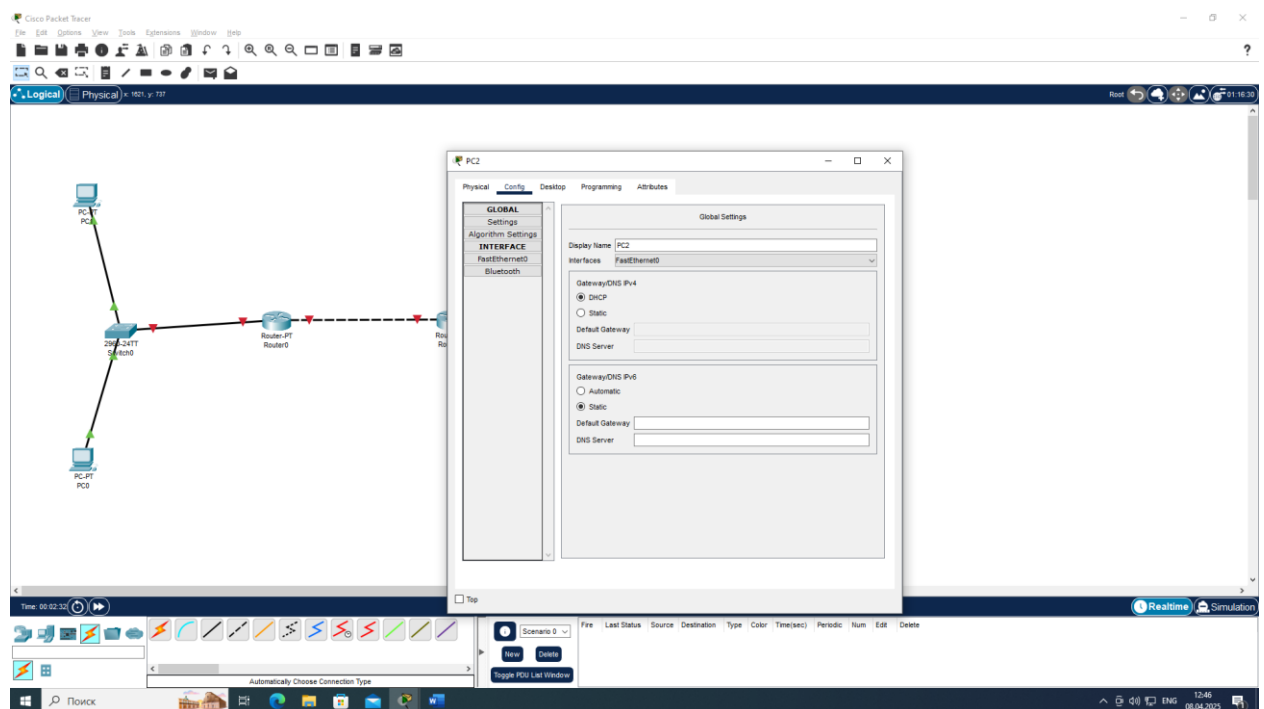 Cisco Packet Tracer
File Edit Options View Tools Extensions Window Help
?
Logical Physical x: 1621, y: 737 Root 01:16:30
PC2
Physical Config Desktop Programming Attributes
GLOBAL
Settings
Algorithm Settings
INTERFACE
FastEthernet0
Bluetooth
Global Settings
Display Name PC2
Interfaces FastEthernet0
Gateway/DNS IPv4
DHCP
Static
Default Gateway
DNS Server
Gateway/DNS IPv6
Automatic
Static
Default Gateway
DNS Server
Top
PC-PT
2960-24TT
Switch0
Router-PT
Router0
Rou
Ro
PC-PT
PC0
Time: 00:02:32 Realtime Simulation
Scenario 0
New Delete
Toggle PDU List Window
Fire Last Status Source Destination Type Color Time(sec) Periodic Num Edit Delete
Automatically Choose Connection Type
Поиск
ENG 12:46
08.04.2025